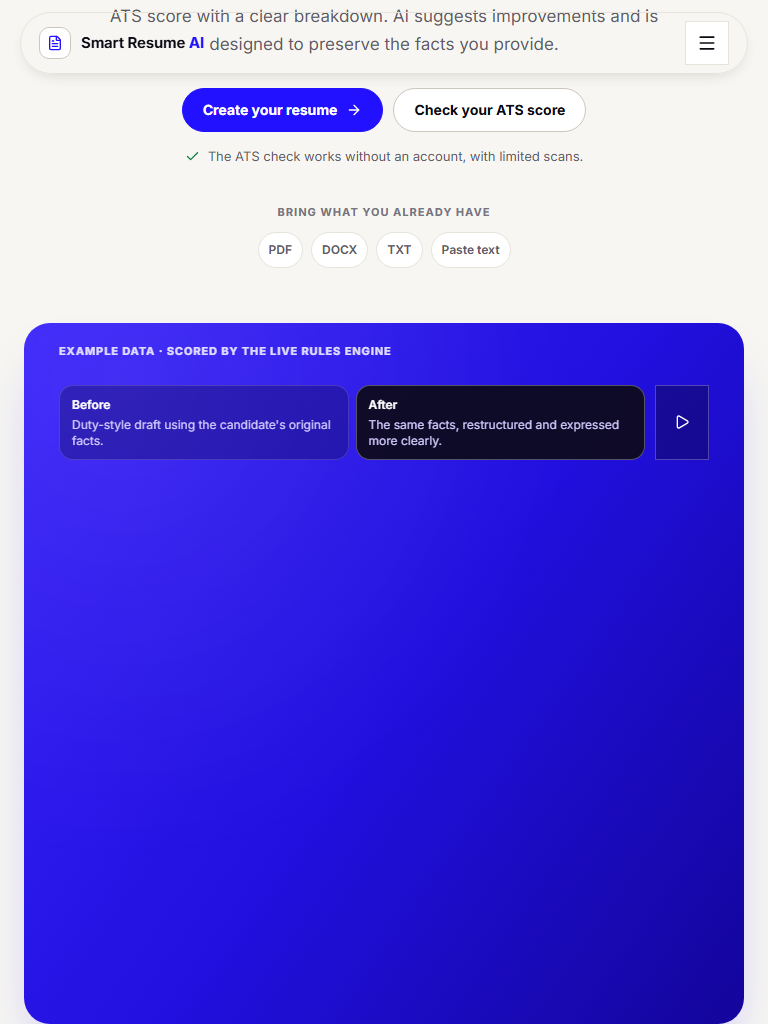 ATS score with a clear breakdown. AI suggests improvements and is
Smart Resume AI
designed to preserve the facts you provide.
Create your resume
Check your ATS score
The ATS check works without an account, with limited scans.
BRING WHAT YOU ALREADY HAVE
PDF
DOCX
TXT
Paste text
EXAMPLE DATA · SCORED BY THE LIVE RULES ENGINE
Before
Duty-style draft using the candidate's original
facts.
After
The same facts, restructured and expressed
more clearly.